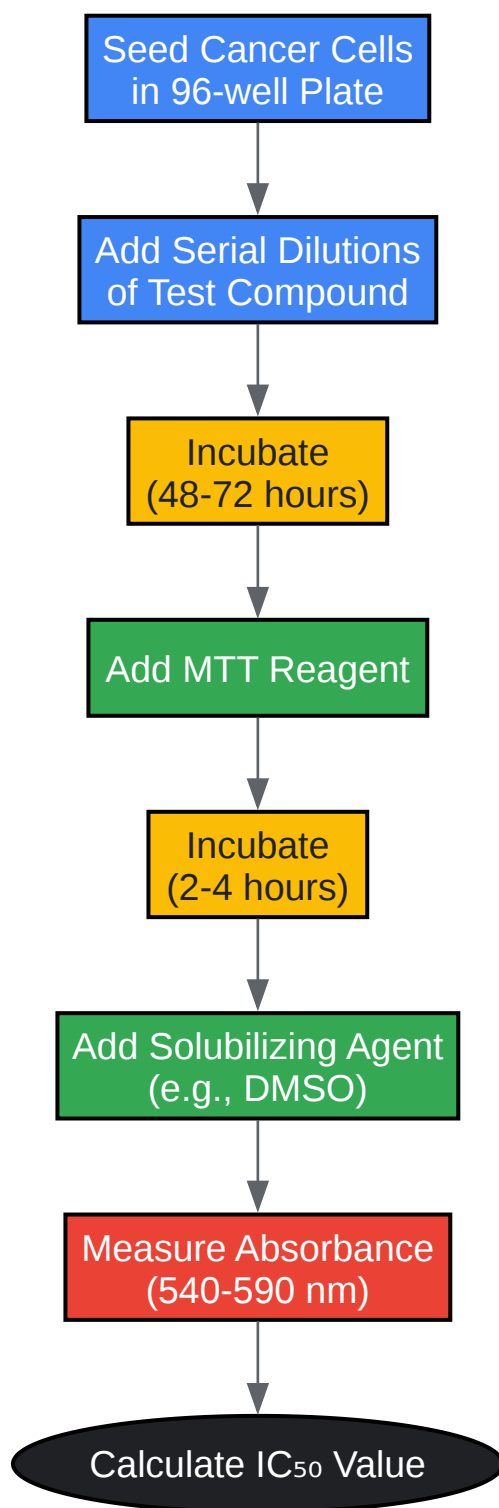 Seed Cancer Cells
in 96-well Plate
Add Serial Dilutions
of Test Compound
Incubate
(48-72 hours)
Add MTT Reagent
Incubate
(2-4 hours)
Add Solubilizing Agent
(e.g., DMSO)
Measure Absorbance
(540-590 nm)
Calculate IC₅₀ Value